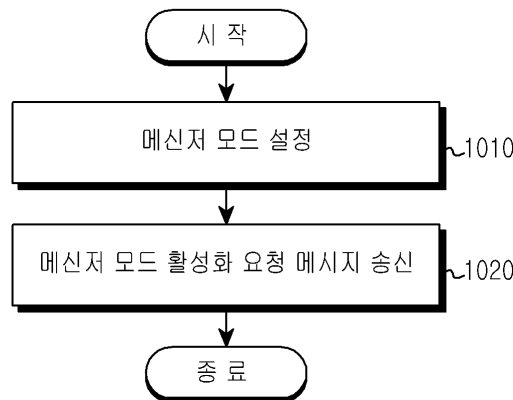 시 작
메신저 모드 설정
1010
메신저 모드 활성화 요청 메시지 송신
1020
종 료